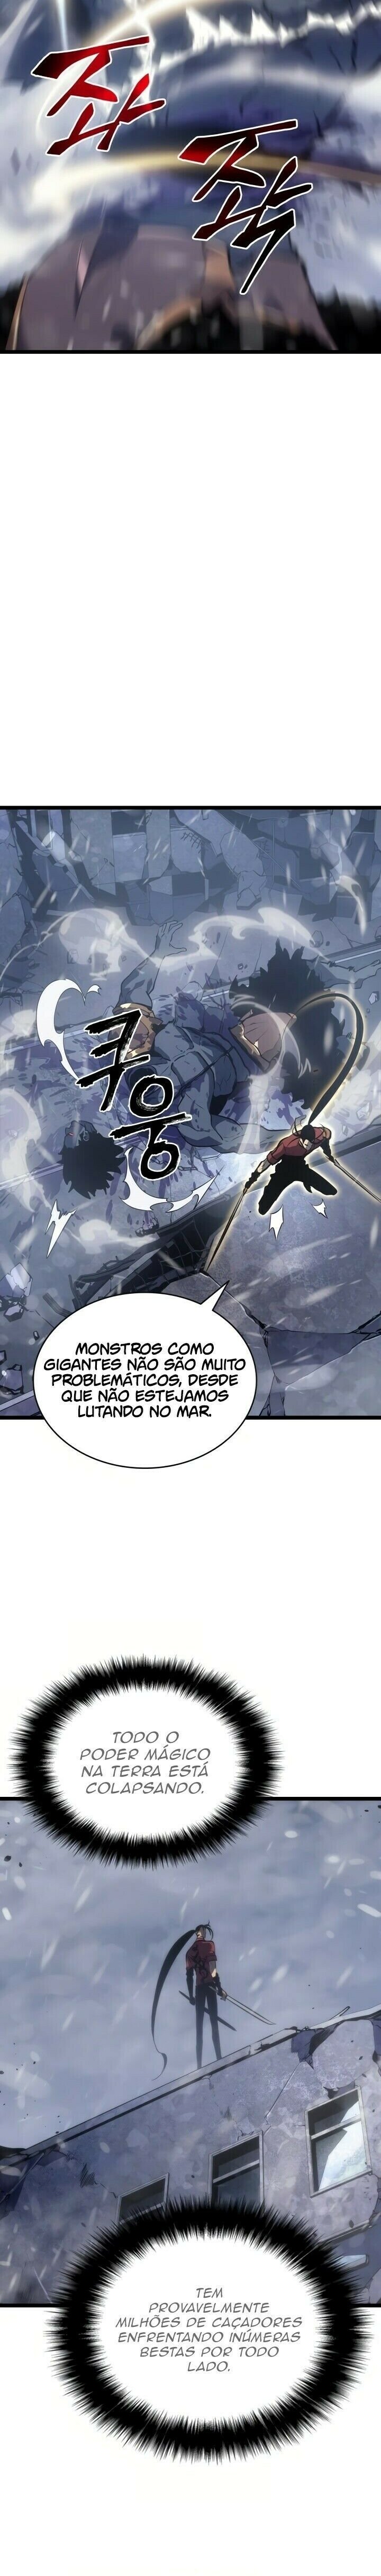 좌
좍
쿠웅
MONSTROS COMO
GIGANTES NÃO SÃO MUITO
PROBLEMÁTICOS, DESDE
QUE NÃO ESTEJAMOS
LUTANDO NO MAR.
TODO O
PODER MÁGICO
NA TERRA ESTÁ
COLAPSANDO.
TEM
PROVAVELMENTE
MILHÕES DE CAÇADORES
ENFRENTANDO INÚMERAS
BESTAS POR TODO
LADO.